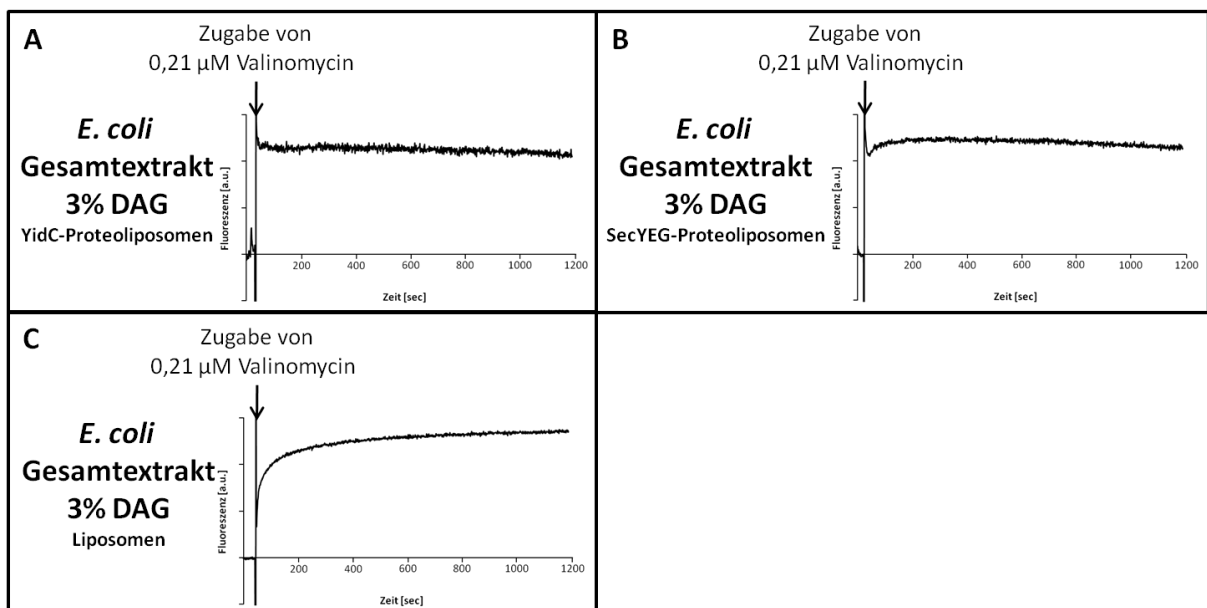 A
Zugabe von
0,21 µM Valinomycin
E. coli
Gesamtextrakt
3% DAG
YidC-Proteoliposomen
Fluoreszenz [a.u.]
200 400 600 800 1000 1200
Zeit [sec]
B
Zugabe von
0,21 µM Valinomycin
E. coli
Gesamtextrakt
3% DAG
SecYEG-Proteoliposomen
Fluoreszenz [a.u.]
200 400 600 800 1000 1200
Zeit [sec]
C
Zugabe von
0,21 µM Valinomycin
E. coli
Gesamtextrakt
3% DAG
Liposomen
Fluoreszenz [a.u.]
200 400 600 800 1000 1200
Zeit [sec]